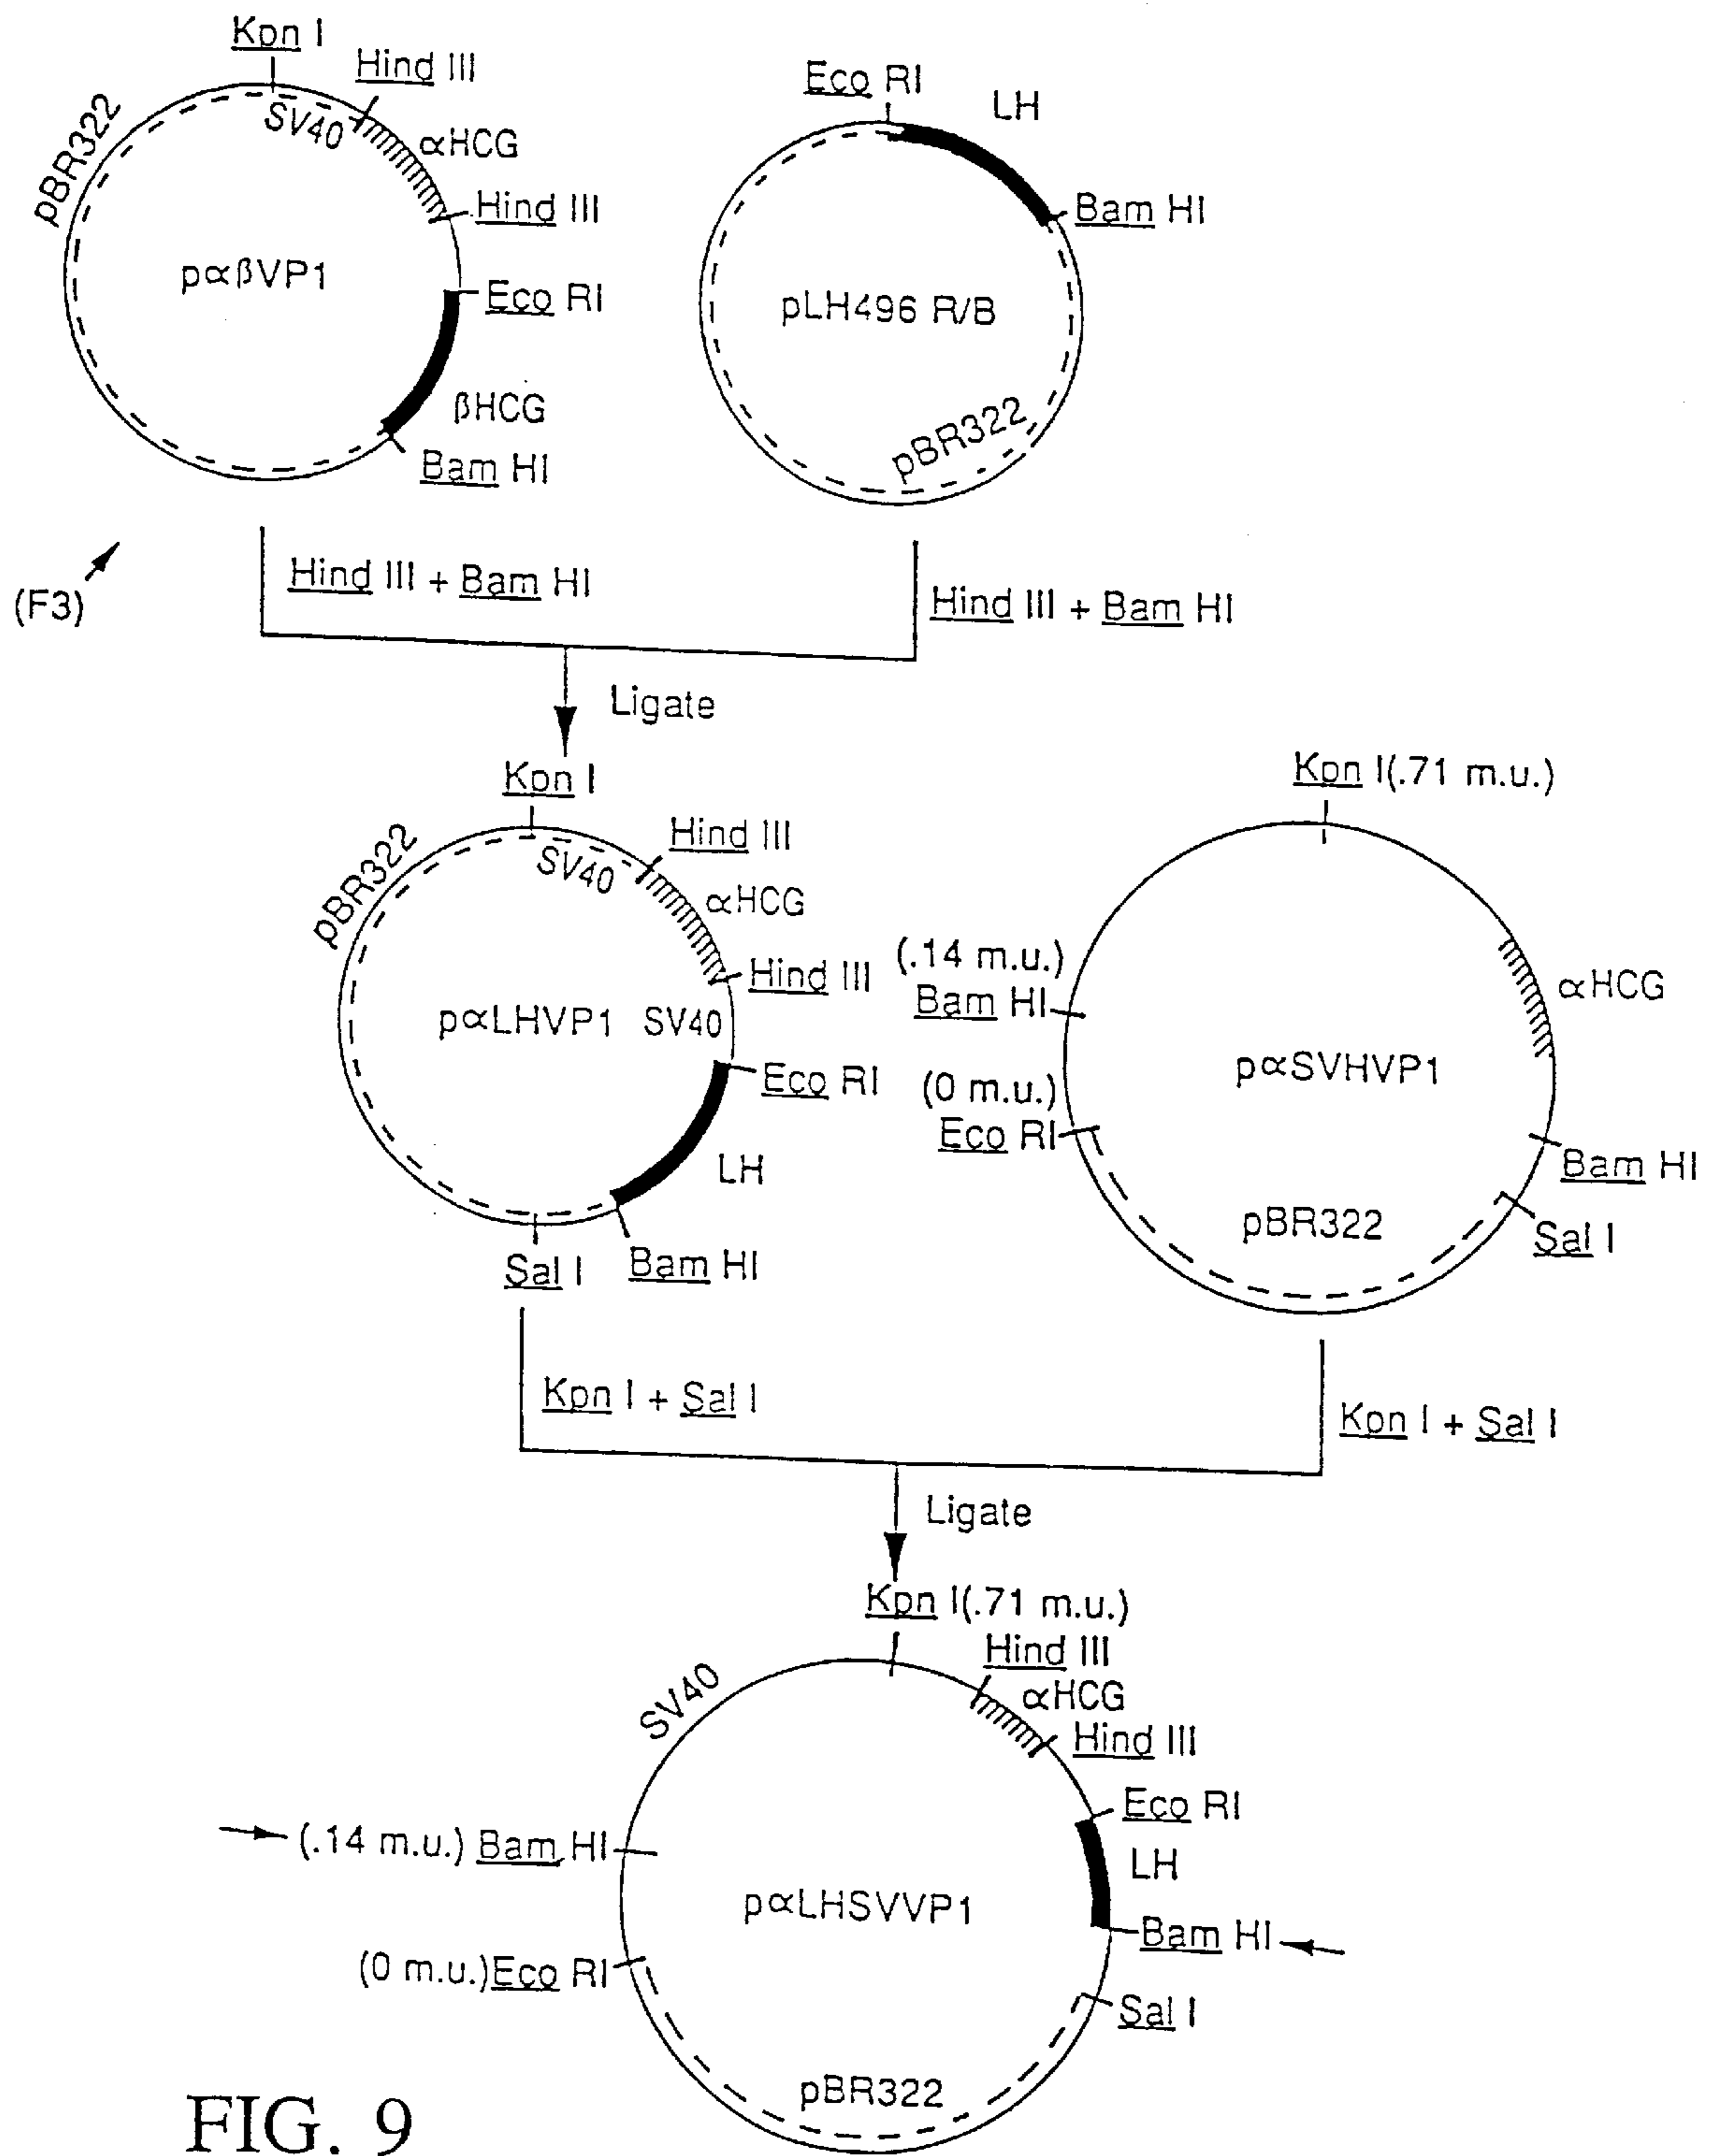 Kpn I
Hind III
pBR322
SV40
αHCG
Hind III
pαβVP1
Eco RI
βHCG
Bam HI
Eco RI
LH
Bam HI
pLH496 R/B
pBR322
(F3)
Hind III + Bam HI
Hind III + Bam HI
Ligate
Kpn I
Hind III
pBR322
SV40
αHCG
Hind III
pαLHVP1
SV40
Eco RI
LH
Sal I
Bam HI
Kpn I(.71 m.u.)
(.14 m.u.)
Bam HI
αHCG
pαSVHVP1
(0 m.u.)
Eco RI
Bam HI
pBR322
Sal I
Kpn I + Sal I
Kpn I + Sal I
Ligate
Kpn I(.71 m.u.)
Hind III
SV40
αHCG
Hind III
Eco RI
(.14 m.u.) Bam HI
LH
pαLHSVVP1
Bam HI
(0 m.u.)Eco RI
Sal I
pBR322
FIG. 9